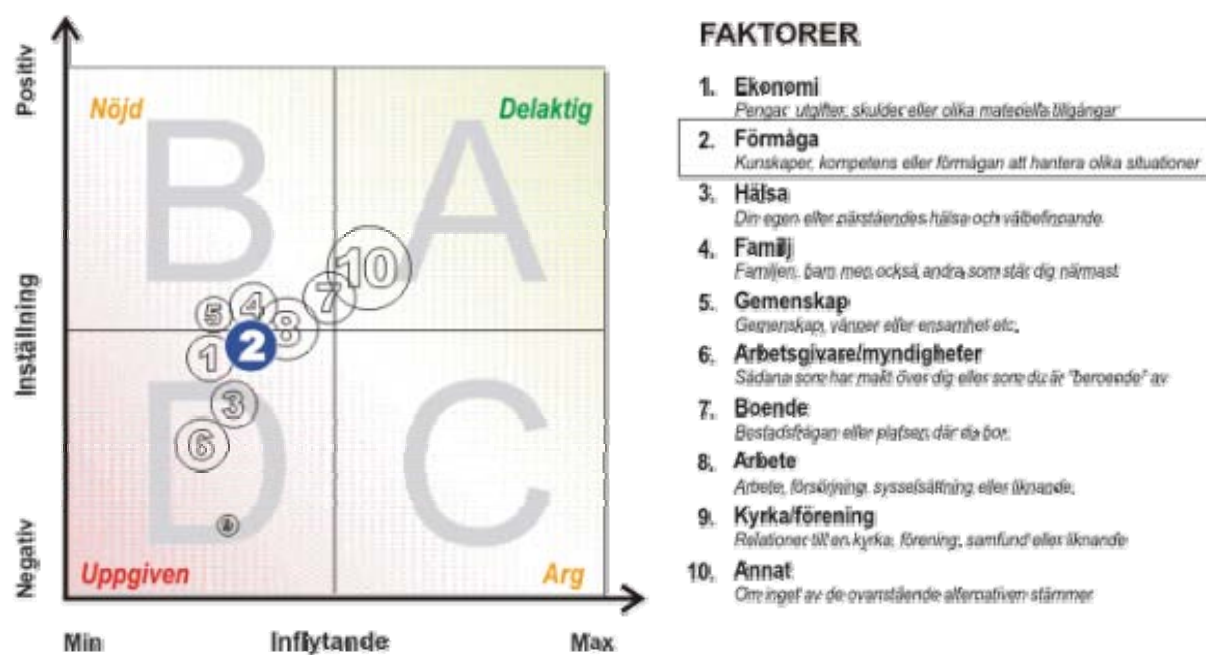 Positiv
Inställning
Negativ
Nöjd
Delaktig
B
A
D
C
10
7
5
4
8
2
1
3
6
Uppgiven
Arg
Min
Inflytande
Max
FAKTORER
1. Ekonomi
Pengar, utgifter, skulder eller olika materiella tillgångar
2. Förmåga
Kunskaper, kompetens eller förmågan att hantera olika situationer
3. Hälsa
Din egen eller närståendes hälsa och välbefinnande
4. Familj
Familjen, barn men också andra som står dig närmast
5. Gemenskap
Gemenskap, vänner eller ensamhet etc.
6. Arbetsgivare/myndigheter
Sådana som har makt över dig eller som du är "beroende" av
7. Boende
Bostadsfrågan eller platsen där du bor.
8. Arbete
Arbete, försörjning, sysselsättning eller liknande.
9. Kyrka/förening
Relationer till en kyrka, förening, samfund eller liknande
10. Annat
Om inget av de ovanstående alternativen stämmer